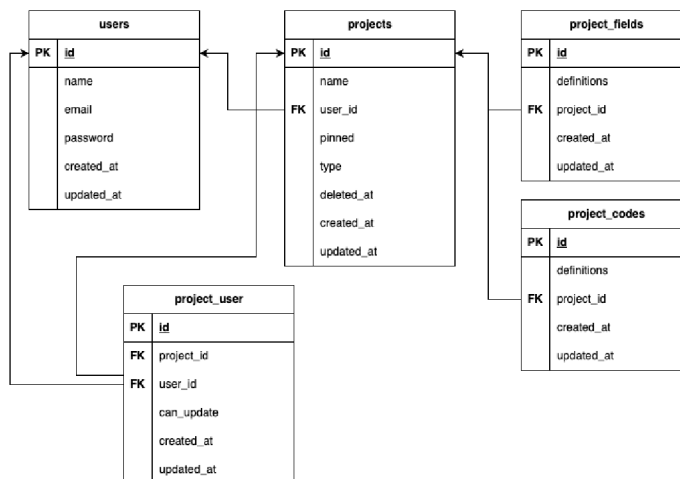 users
PK id
name
email
password
created_at
updated_at
projects
PK id
name
FK user_id
pinned
type
deleted_at
created_at
updated_at
project_fields
PK id
definitions
FK project_id
created_at
updated_at
project_codes
PK id
definitions
FK project_id
created_at
updated_at
project_user
PK id
FK project_id
FK user_id
can_update
created_at
updated_at